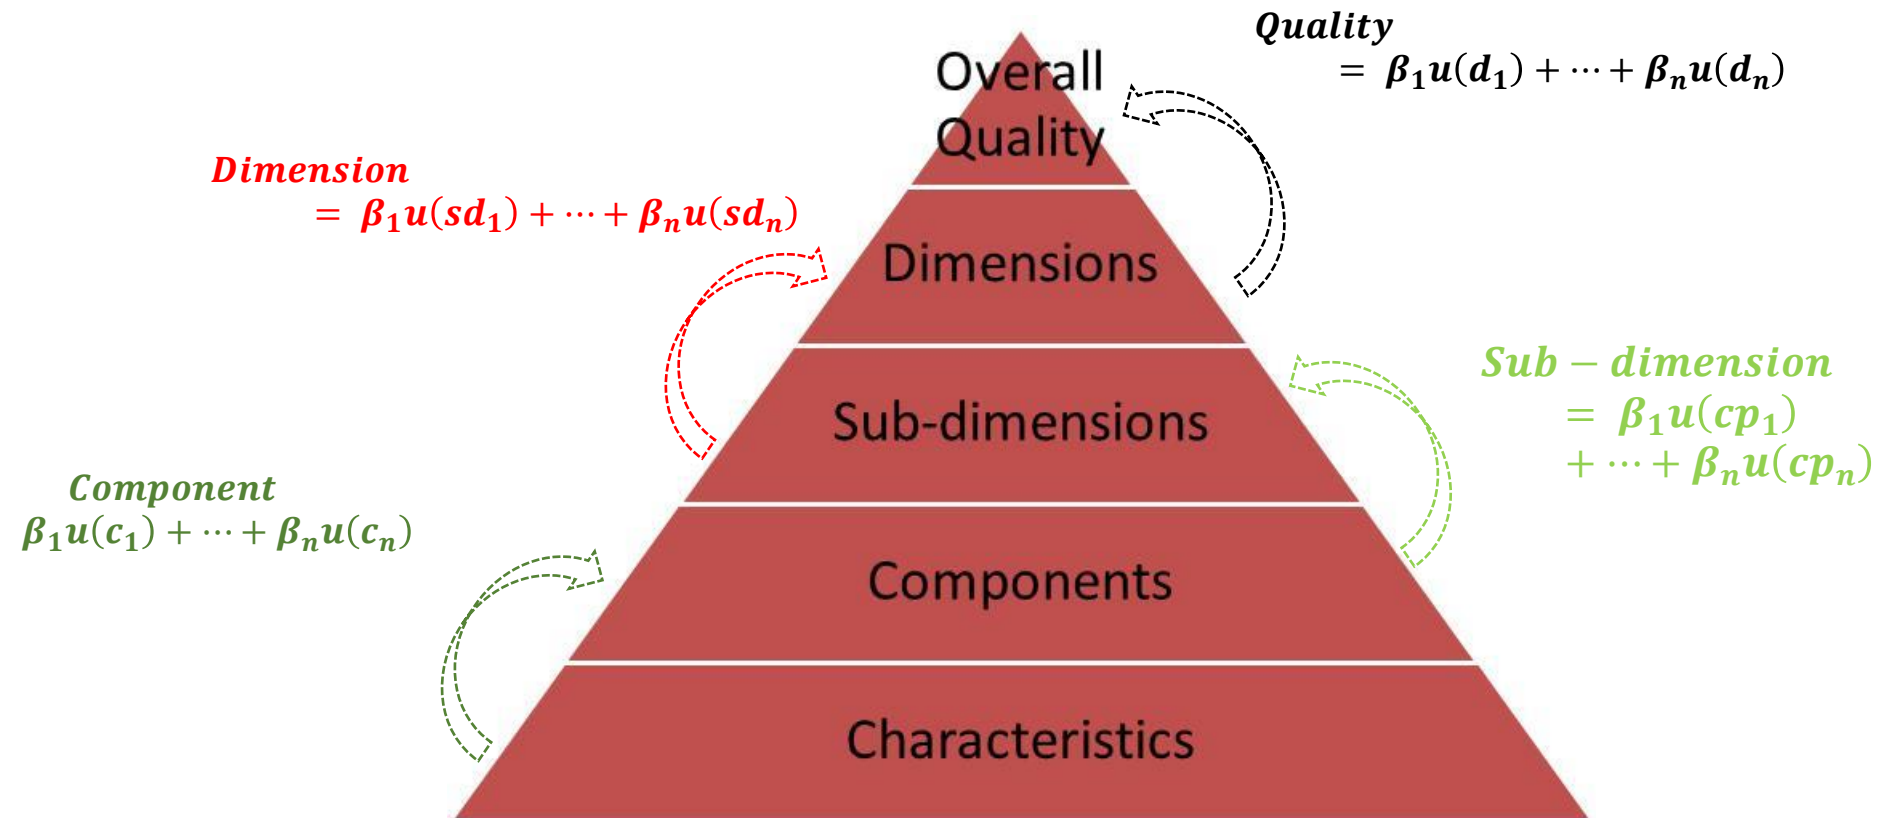 Quality
= β₁u(d₁) + ⋯ + βₙu(dₙ)
Overall
Quality
Dimension
= β₁u(sd₁) + ⋯ + βₙu(sdₙ)
Dimensions
Sub − dimension
= β₁u(cp₁)
+ ⋯ + βₙu(cpₙ)
Sub-dimensions
Component
β₁u(c₁) + ⋯ + βₙu(cₙ)
Components
Characteristics